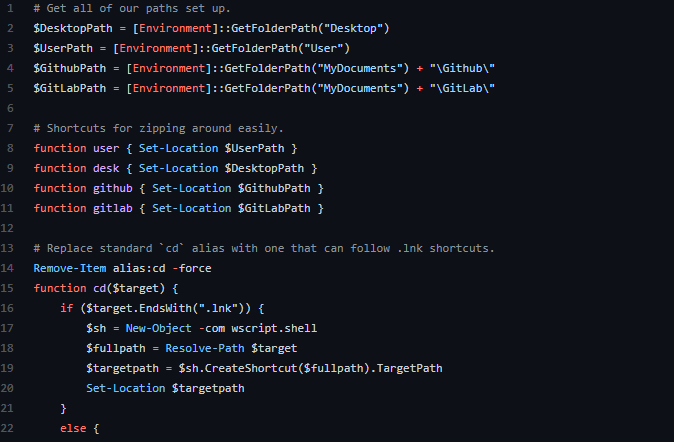 1 # Get all of our paths set up.
2 $DesktopPath = [Environment]::GetFolderPath("Desktop")
3 $UserPath = [Environment]::GetFolderPath("User")
4 $GithubPath = [Environment]::GetFolderPath("MyDocuments") + "\Github\"
5 $GitLabPath = [Environment]::GetFolderPath("MyDocuments") + "\GitLab\"
6
7 # Shortcuts for zipping around easily.
8 function user { Set-Location $UserPath }
9 function desk { Set-Location $DesktopPath }
10 function github { Set-Location $GithubPath }
11 function gitlab { Set-Location $GitLabPath }
12
13 # Replace standard `cd` alias with one that can follow .lnk shortcuts.
14 Remove-Item alias:cd -force
15 function cd($target) {
16     if ($target.EndsWith(".lnk")) {
17         $sh = New-Object -com wscript.shell
18         $fullpath = Resolve-Path $target
19         $targetpath = $sh.CreateShortcut($fullpath).TargetPath
20         Set-Location $targetpath
21     }
22     else {